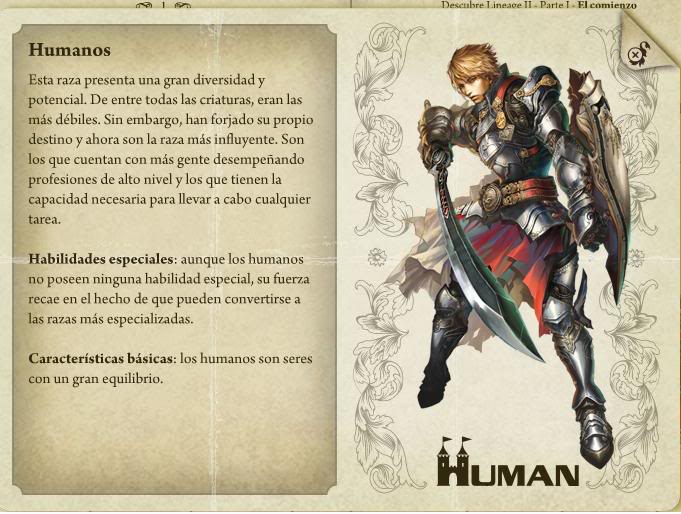 Descubre Lineage II - Parte I - El comienzo
Humanos
Esta raza presenta una gran diversidad y
potencial. De entre todas las criaturas, eran las
más débiles. Sin embargo, han forjado su propio
destino y ahora son la raza más influyente. Son
los que cuentan con más gente desempeñando
profesiones de alto nivel y los que tienen la
capacidad necesaria para llevar a cabo cualquier
tarea.
Habilidades especiales: aunque los humanos
no poseen ninguna habilidad especial, su fuerza
recae en el hecho de que pueden convertirse a
las razas más especializadas.
Características básicas: los humanos son seres
con un gran equilibrio.
HUMAN